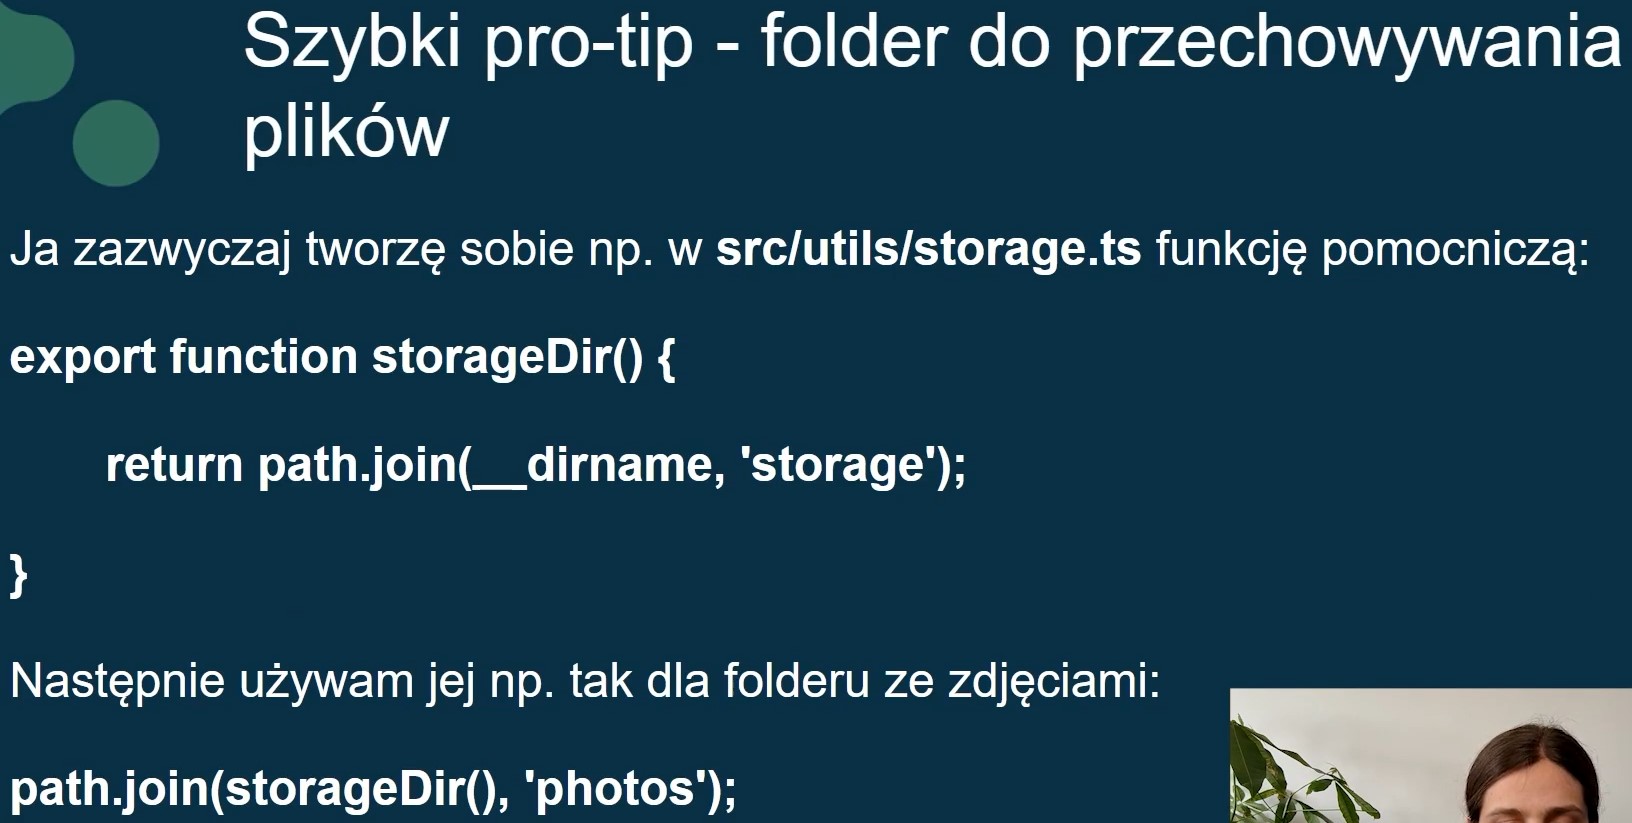 Szybki pro-tip - folder do przechowywania
plików
Ja zazwyczaj tworzę sobie np. w src/utils/storage.ts funkcję pomocniczą:
export function storageDir() {
return path.join(__dirname, 'storage');
}
Następnie używam jej np. tak dla folderu ze zdjęciami:
path.join(storageDir(), 'photos');